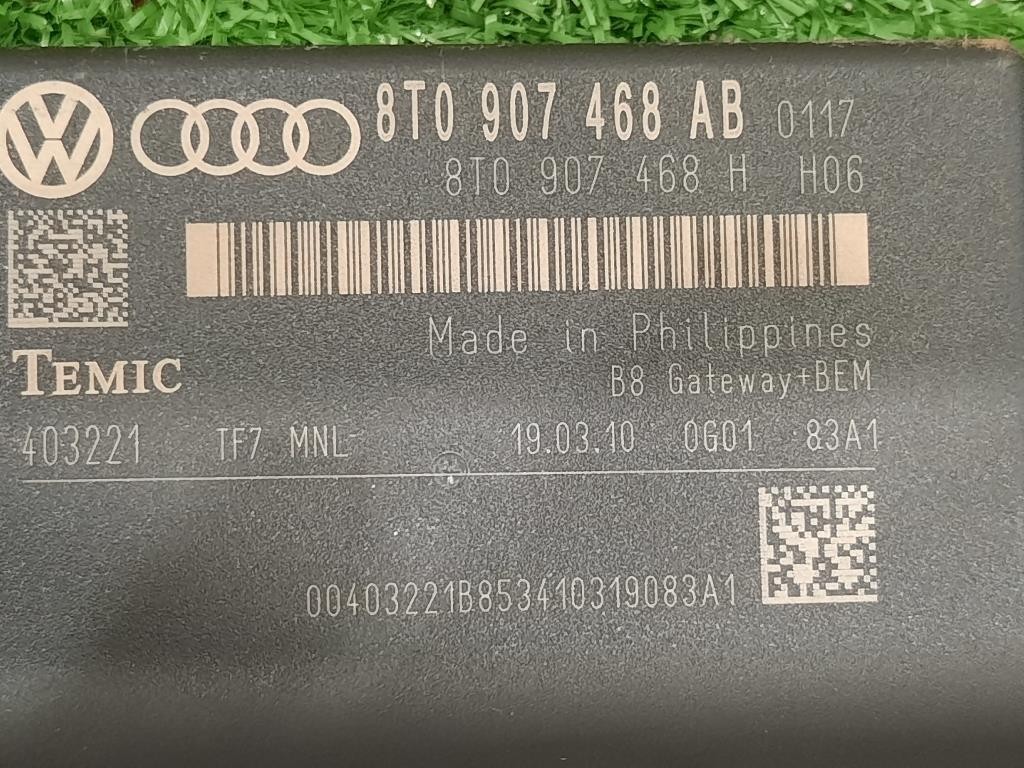 8T0 907 468 AB 0117
8T0 907 468 H H06
Made in Philippines
TEMIC
B8 Gateway+BEM
403221 TF7 MNL 19.03.10 0G01 83A1
00403221B853410319083A1